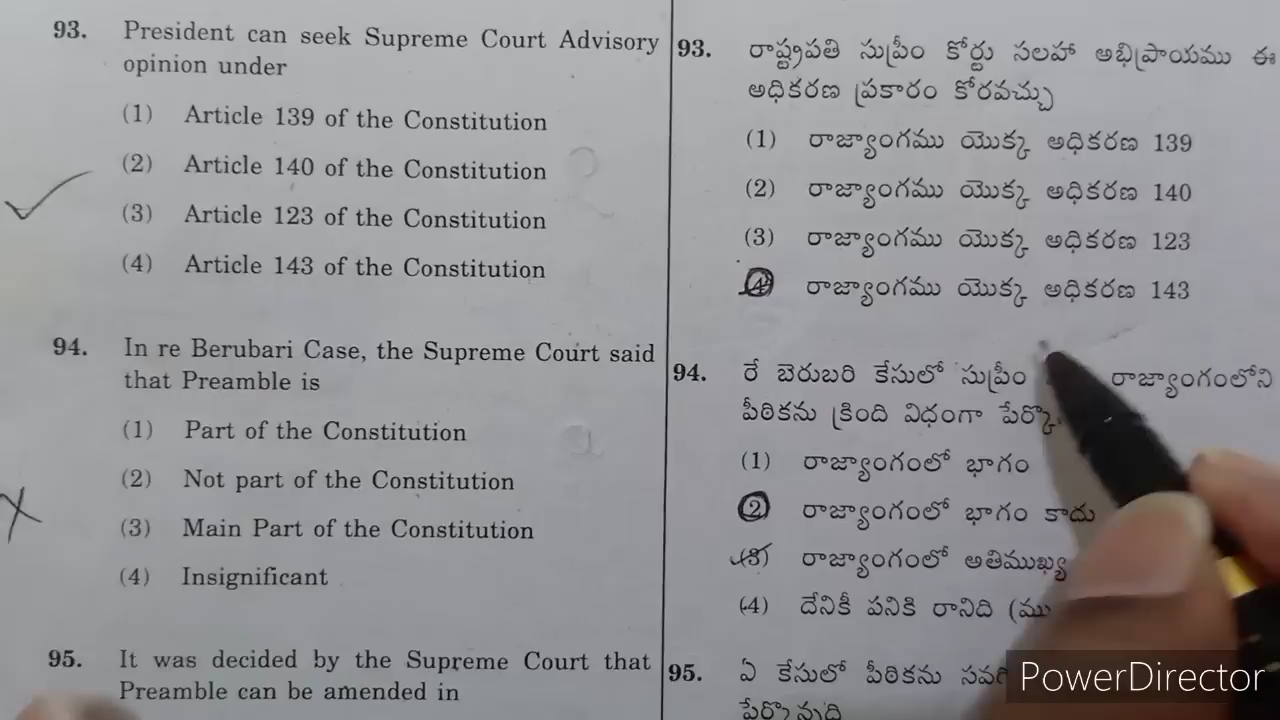 93. President can seek Supreme Court Advisory
opinion under
(1) Article 139 of the Constitution
(2) Article 140 of the Constitution
(3) Article 123 of the Constitution
(4) Article 143 of the Constitution
94. In re Berubari Case, the Supreme Court said
that Preamble is
(1) Part of the Constitution
(2) Not part of the Constitution
(3) Main Part of the Constitution
(4) Insignificant
95. It was decided by the Supreme Court that
Preamble can be amended in
93. రాష్ట్రపతి సుప్రీం కోర్టు సలహా అభిప్రాయము ఈ
అధికరణ ప్రకారం కోరవచ్చు
(1) రాజ్యాంగము యొక్క అధికరణ 139
(2) రాజ్యాంగము యొక్క అధికరణ 140
(3) రాజ్యాంగము యొక్క అధికరణ 123
(4) రాజ్యాంగము యొక్క అధికరణ 143
94. రే బెరుబరి కేసులో సుప్రీం రాజ్యాంగంలోని
పీఠికను క్రింది విధంగా
(1) రాజ్యాంగంలో భాగం
(2) రాజ్యాంగంలో భాగం కాదు
(3) రాజ్యాంగంలో అతిముఖ్య
(4) దేనికీ పనికి రానిది
95. ఏ కేసులో పీఠికను
పేర్కొన్నది
PowerDirector